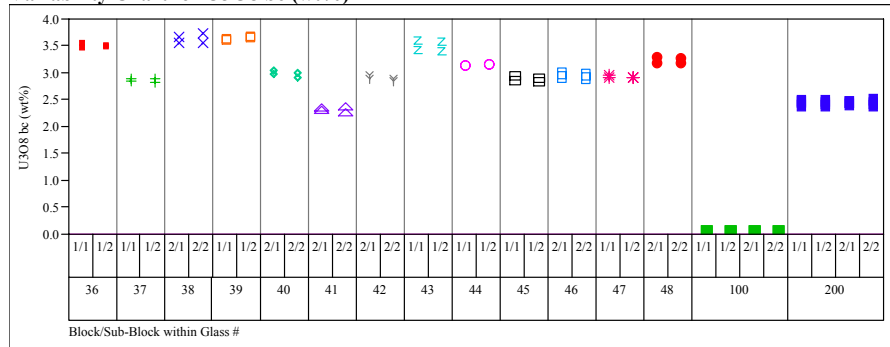 U3O8 bc (wt%)
4.0
3.5
3.0
2.5
2.0
1.5
1.0
0.5
0.0
1/1 1/2 1/1 1/2 2/1 2/2 1/1 1/2 2/1 2/2 2/1 2/2 2/1 2/2 1/1 1/2 1/1 1/2 1/1 1/2 2/1 2/2 1/1 1/2 2/1 2/2 1/1 1/2 2/1 2/2 1/1 1/2 2/1 2/2
36 37 38 39 40 41 42 43 44 45 46 47 48 100 200
Block/Sub-Block within Glass #